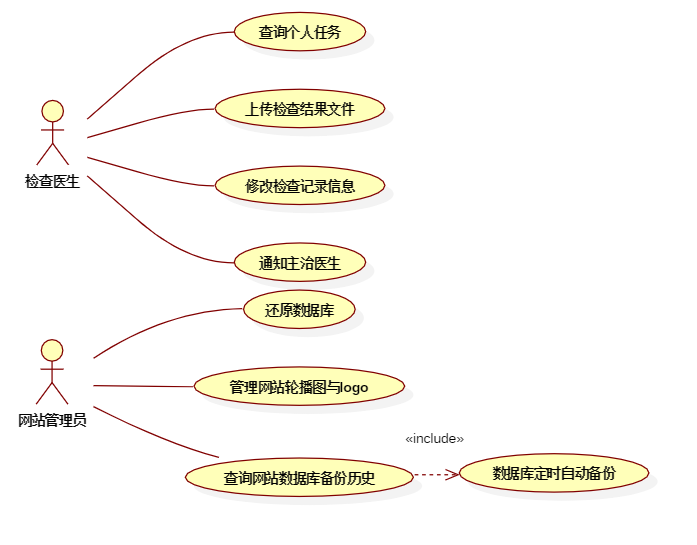 查询个人任务
上传检查结果文件
检查医生
修改检查记录信息
通知主治医生
还原数据库
管理网站轮播图与logo
网站管理员
«include»
查询网站数据库备份历史
数据库定时自动备份